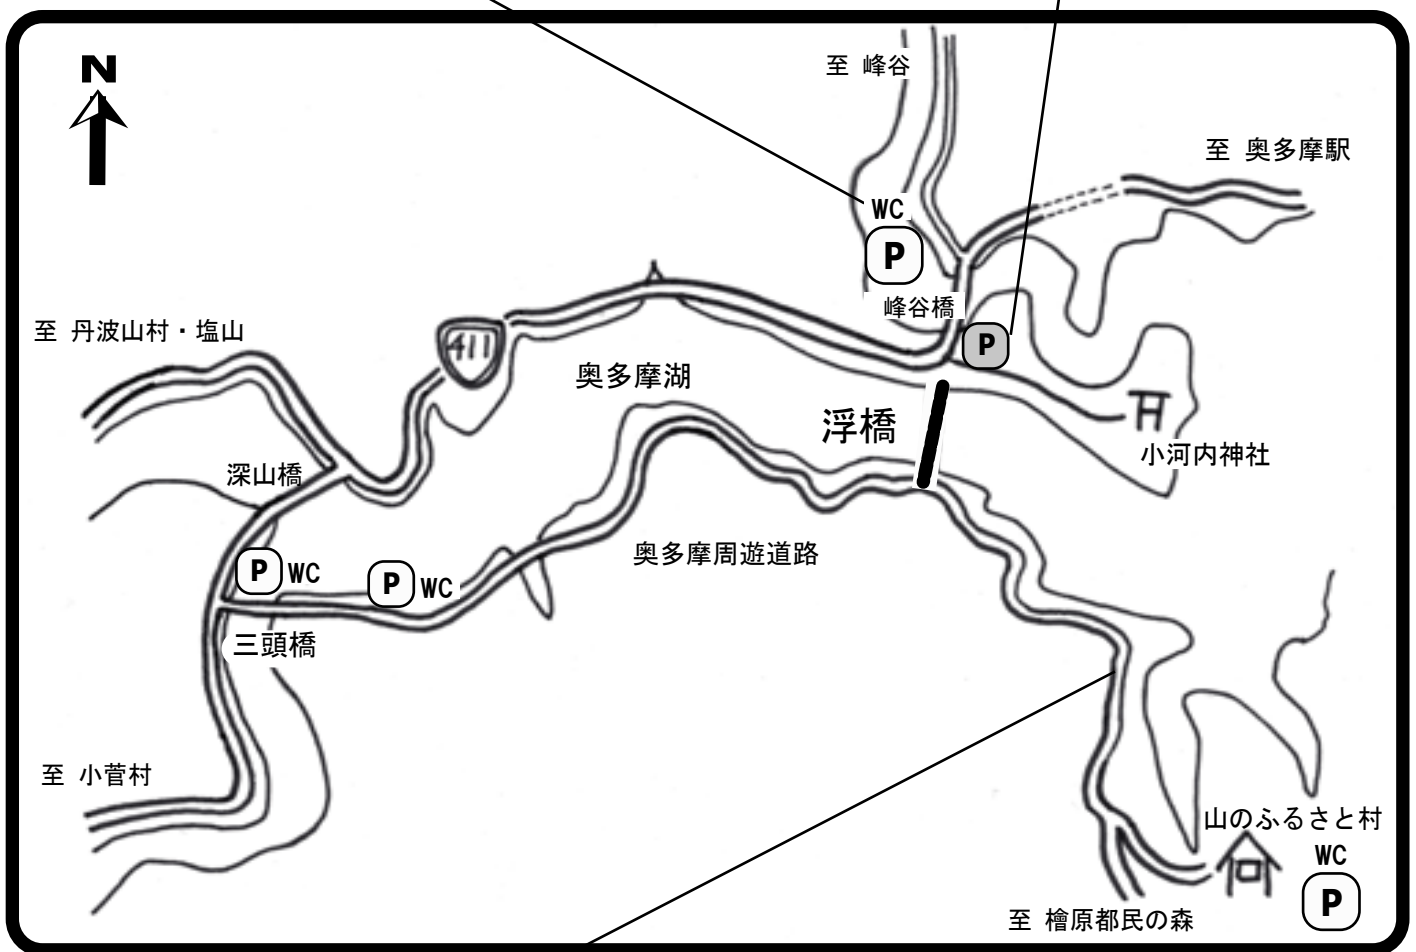 N
至 峰谷
至 奥多摩駅
WC
P
峰谷橋
P
至 丹波山村・塩山
411
奥多摩湖
浮橋
小河内神社
深山橋
奥多摩周遊道路
P WC
P WC
三頭橋
至 小菅村
山のふるさと村
WC
P
至 檜原都民の森